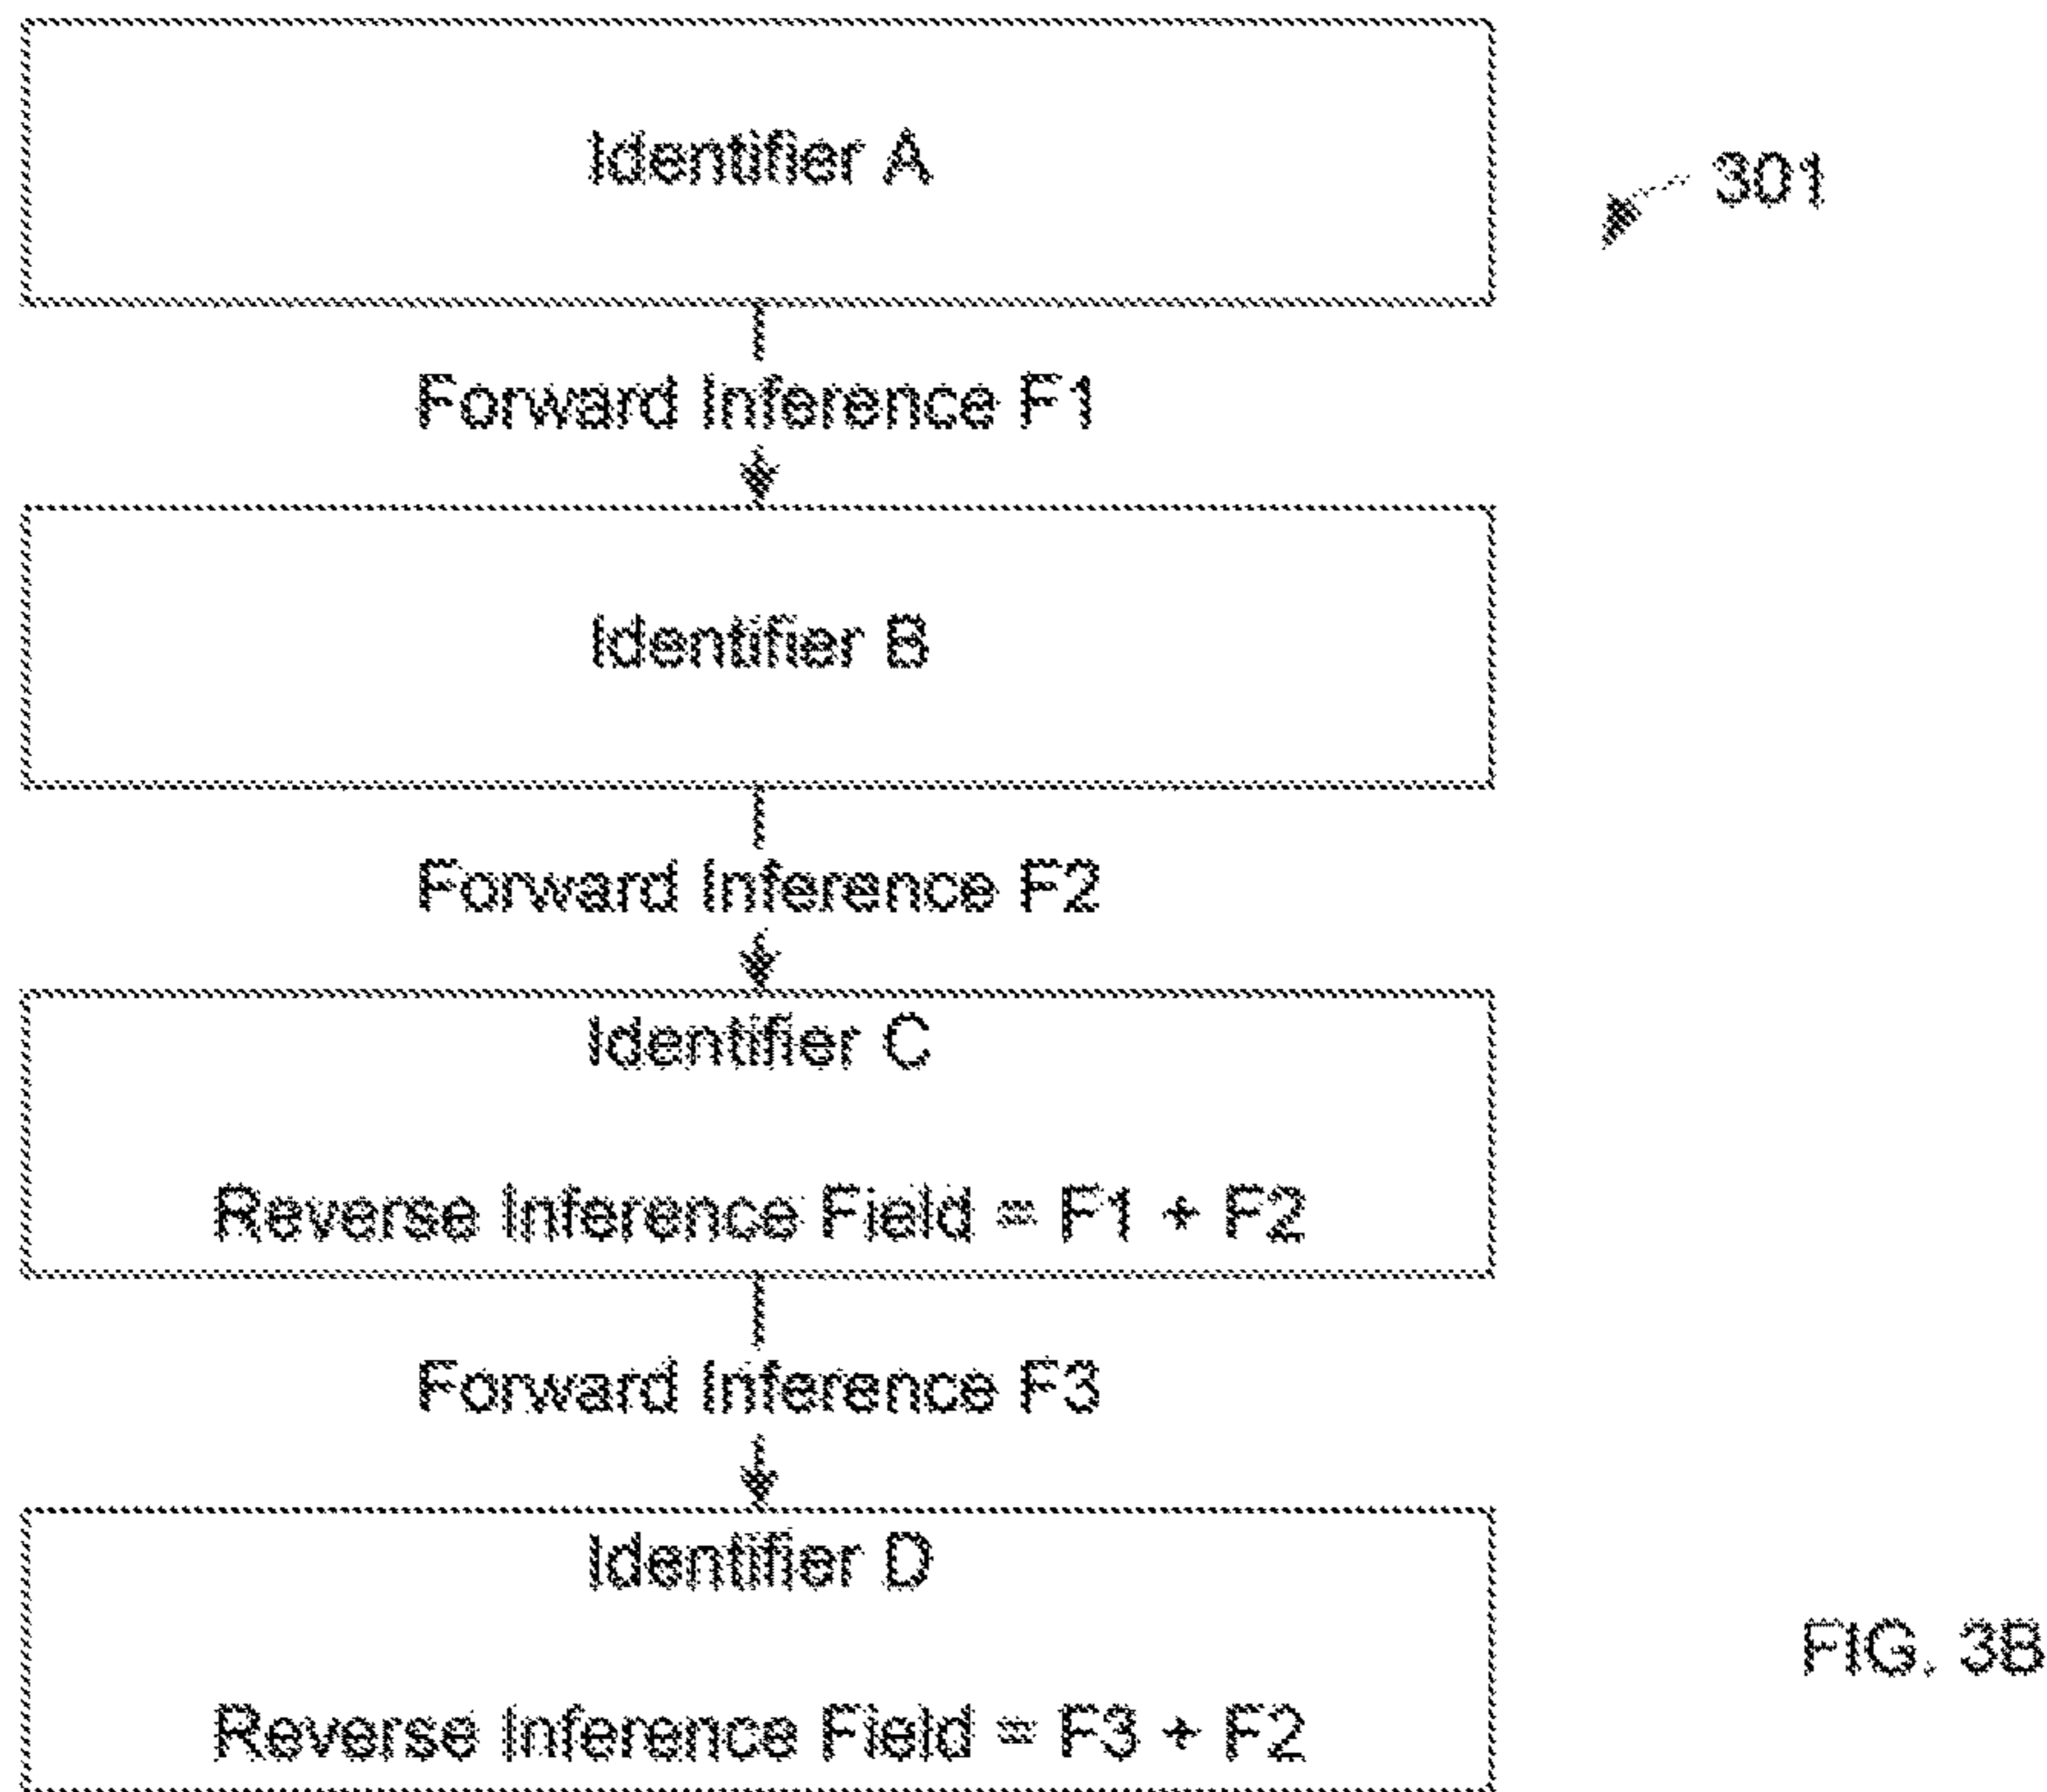 Identifier A
301
Forward Inference F1
Identifier B
Forward Inference F2
Identifier C
Reverse Inference Field = F1 + F2
Forward Inference F3
Identifier D
FIG. 3B
Reverse Inference Field = F3 + F2